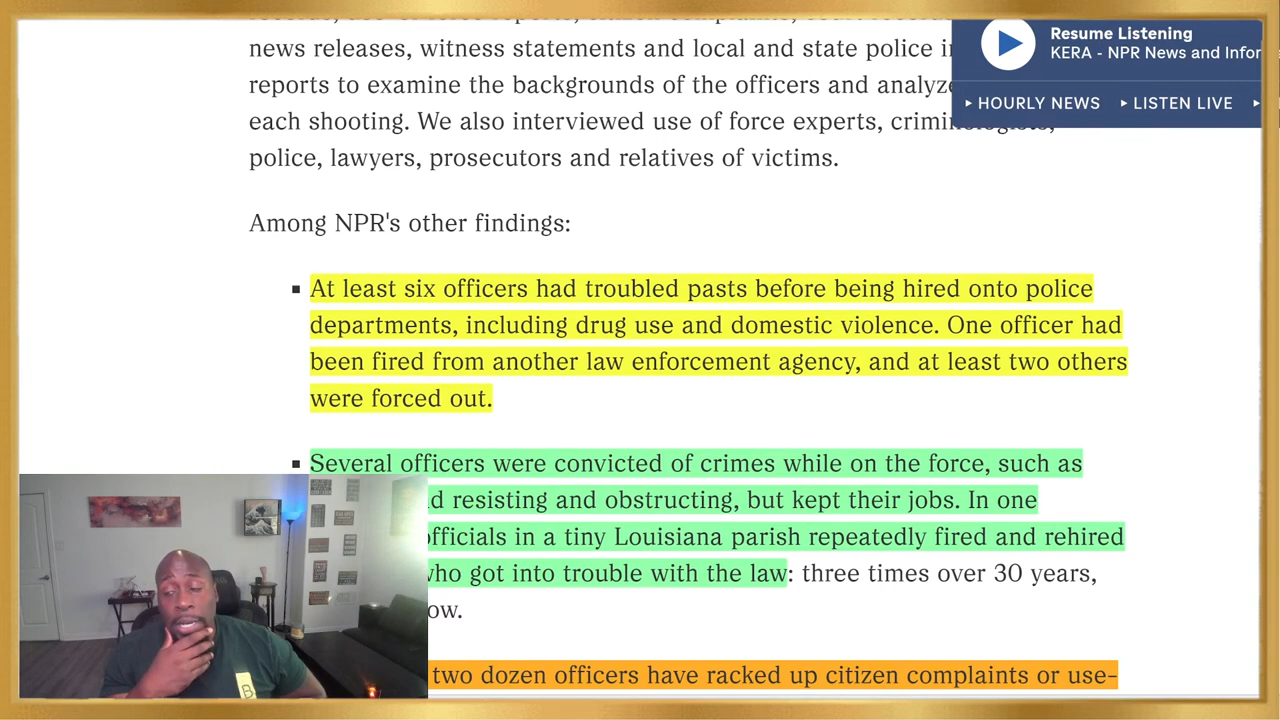 news releases, witness statements and local and state police
Resume Listening
KERA - NPR News and Infor
reports to examine the backgrounds of the officers and analyze
HOURLY NEWS LISTEN LIVE
each shooting. We also interviewed use of force experts, criminologists,
police, lawyers, prosecutors and relatives of victims.
Among NPR's other findings:
At least six officers had troubled pasts before being hired onto police
departments, including drug use and domestic violence. One officer had
been fired from another law enforcement agency, and at least two others
were forced out.
Several officers were convicted of crimes while on the force, such as
d resisting and obstructing, but kept their jobs. In one
officials in a tiny Louisiana parish repeatedly fired and rehired
who got into trouble with the law: three times over 30 years,
ow.
two dozen officers have racked up citizen complaints or use-